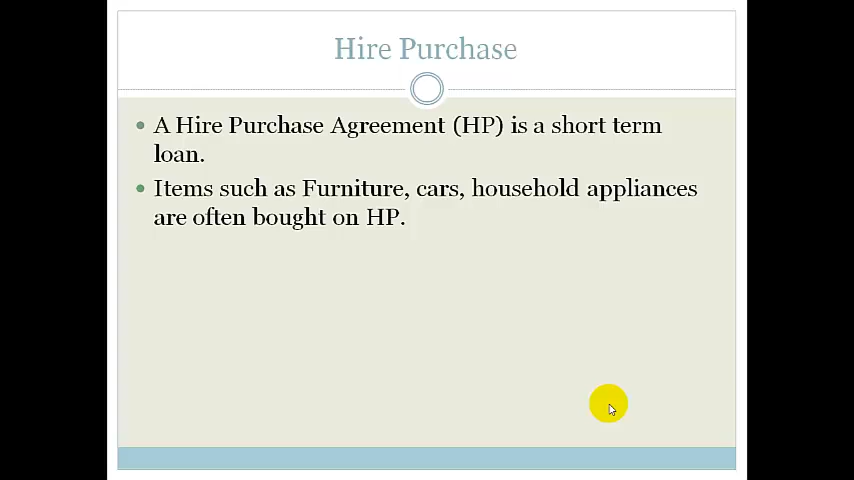 Hire Purchase
A Hire Purchase Agreement (HP) is a short term
loan.
Items such as Furniture, cars, household appliances
are often bought on HP.